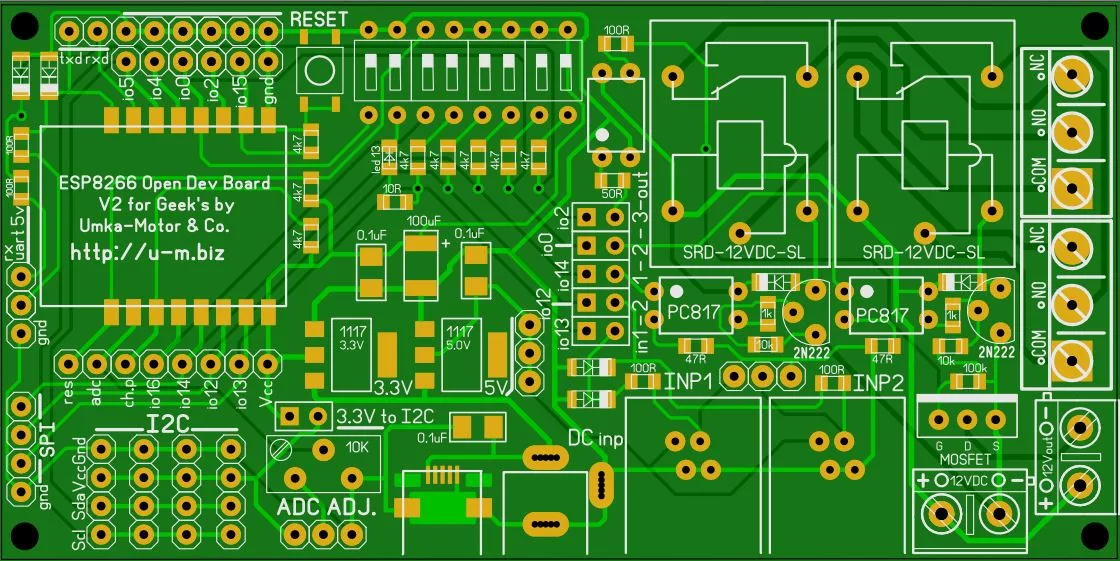 RESET
txd rxd
io5
io4
io0
io2
io15
gnd
100R
100R
4k7
4k7
4k7
led 13
4k7
4k7
4k7
4k7
4k7
10R
100R
50R
ESP8266 Open Dev Board
V2 for Geek's by
Umka-Motor & Co.
http://u-m.biz
rx
uart 5v
gnd
0.1uF
100uF
+
0.1uF
1117
3.3V
3.3V
1117
5.0V
5V
io2
io0
io14
io12
io13
in1-2 1-2-3-out
SRD-12VDC-SL
SRD-12VDC-SL
NC
NO
COM
NC
NO
COM
PC817
1k
10k
2N222
47R
PC817
1k
10k
2N222
47R
100R
INP1
100R
INP2
100k
G D S
MOSFET
+ 12VDC -
- 12Vout +
res
adc
ch.p
io16
io14
io12
io13
Vcc
SPI
gnd
I2C
Gnd
Vcc
Sda
Scl
3.3V to I2C
10K
ADC ADJ.
0.1uF
DC inp